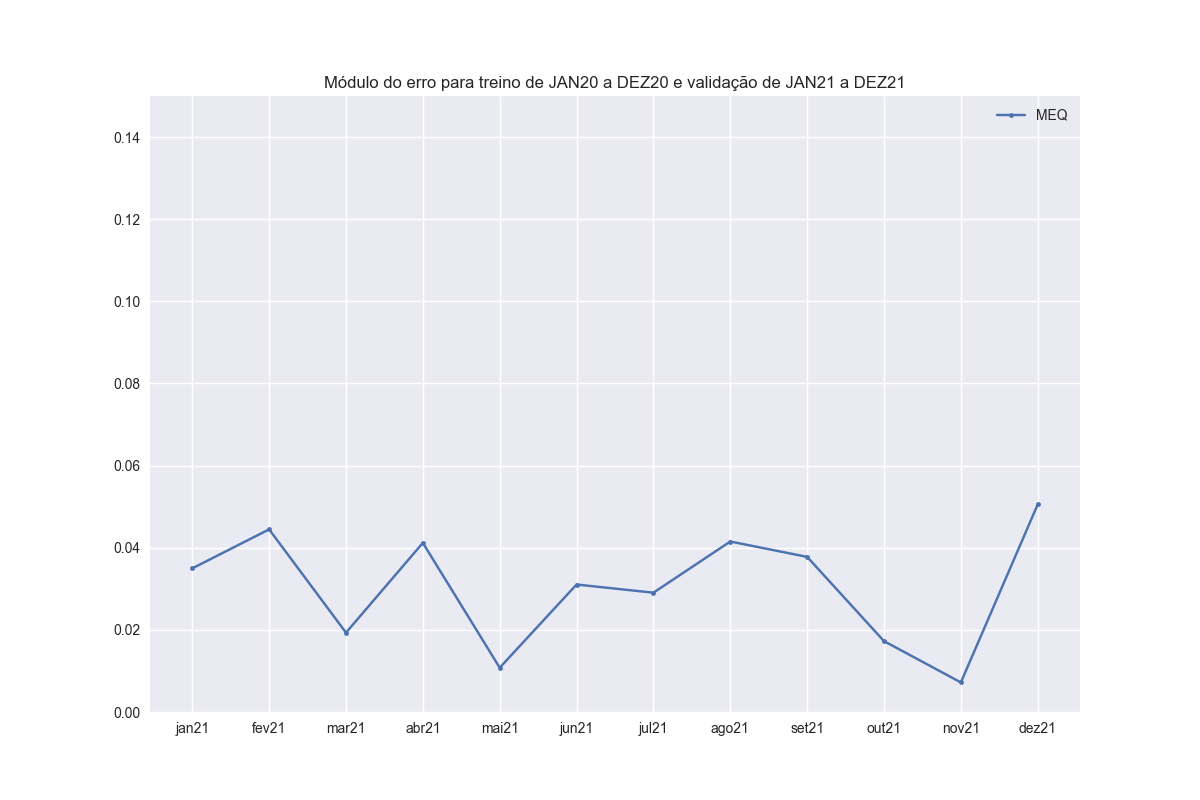 Módulo do erro para treino de JAN20 a DEZ20 e validação de JAN21 a DEZ21
MEQ
0.14
0.12
0.10
0.08
0.06
0.04
0.02
0.00
jan21 fev21 mar21 abr21 mai21 jun21 jul21 ago21 set21 out21 nov21 dez21